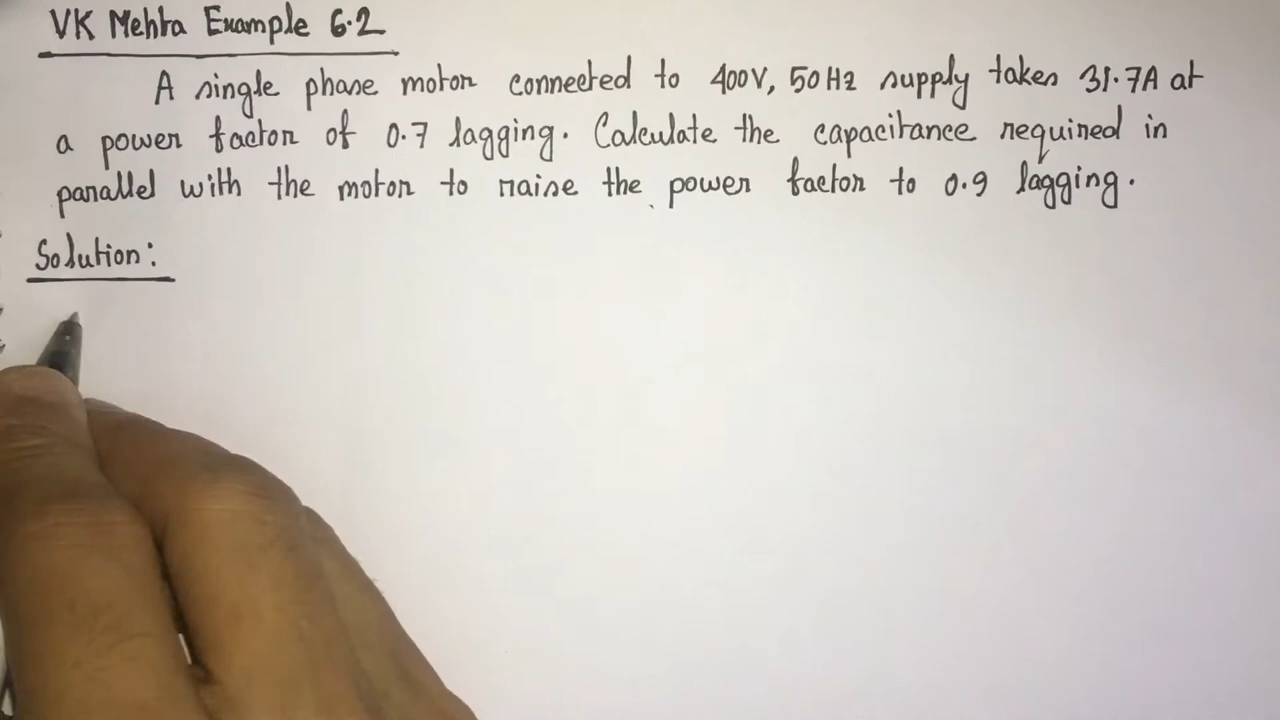 VK Mehta Example 6.2
A single phase motor connected to 400V, 50Hz supply takes 31.7A at
a power factor of 0.7 lagging. Calculate the capacitance required in
parallel with the motor to raise the power factor to 0.9 lagging.
Solution: